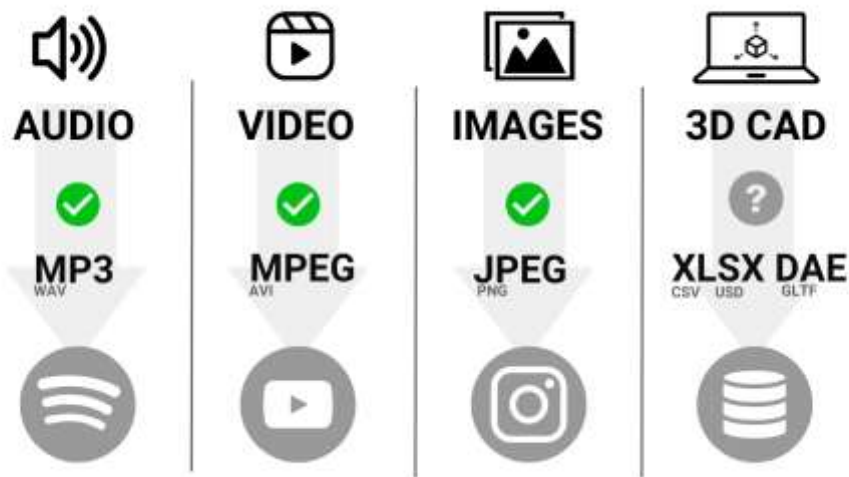 AUDIO
MP3
WAV
VIDEO
MPEG
AVI
IMAGES
JPEG
PNG
3D CAD
?
XLSX DAE
CSV USD GLTF